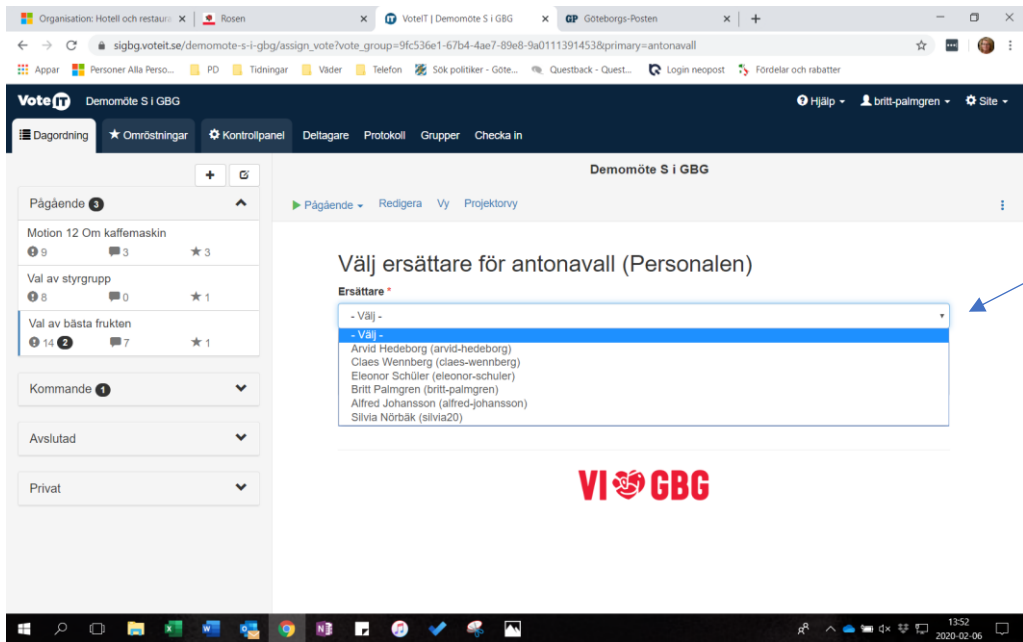 Organisation: Hotell och restaura
Rosen
VoteIT | Demomöte S i GBG
GP Göteborgs-Posten
sigbg.voteit.se/demomote-s-i-gbg/assign_vote?vote_group=9fc536e1-67b4-4ae7-89e8-9a0111391453&primary=antonavall
Appar Personer Alla Perso... PD Tidningar Väder Telefon Sök politiker - Göte... Questback - Quest... Login neopost Fördelar och rabatter
VoteIT Demomöte S i GBG Hjälp britt-palmgren Site
Dagordning Omröstningar Kontrollpanel Deltagare Protokoll Grupper Checka in
Demomöte S i GBG
Pågående Redigera Vy Projektorvy
Pågående 3
Motion 12 Om kaffemaskin
9 3 3
Val av styrgrupp
8 0 1
Val av bästa frukten
14 2 7 1
Kommande 1
Avslutad
Privat
Välj ersättare för antonavall (Personalen)
Ersättare *
- Välj -
- Välj -
Arvid Hedeborg (arvid-hedeborg)
Claes Wennberg (claes-wennberg)
Eleonor Schüler (eleonor-schuler)
Britt Palmgren (britt-palmgren)
Alfred Johansson (alfred-johansson)
Silvia Nörbäk (silvia20)
VI GBG
13:52
2020-02-06